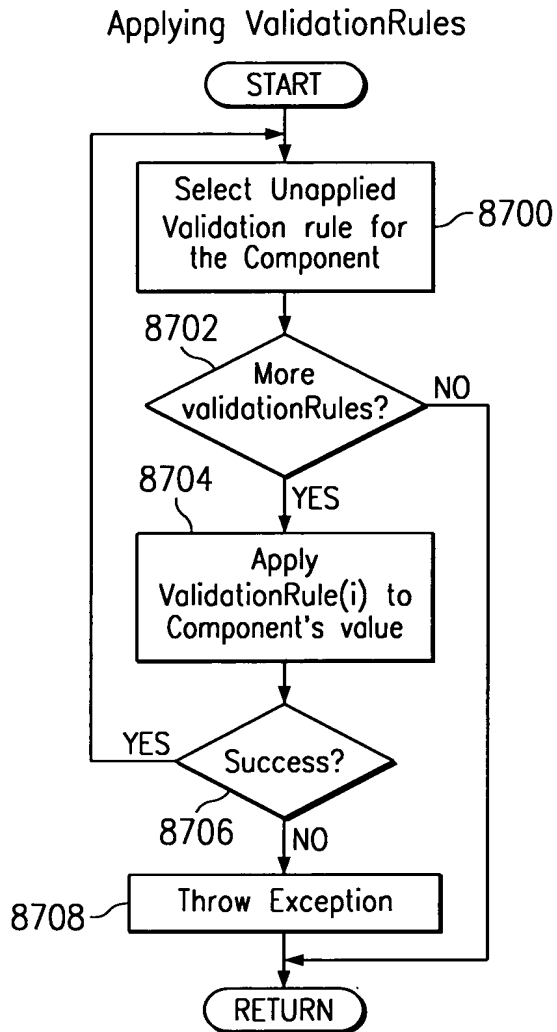 Applying ValidationRules
START
Select Unapplied
Validation rule for
the Component
8700
8702
More
validationRules?
NO
YES
8704
Apply
ValidationRule(i) to
Component's value
YES
Success?
8706
NO
Throw Exception
8708
RETURN